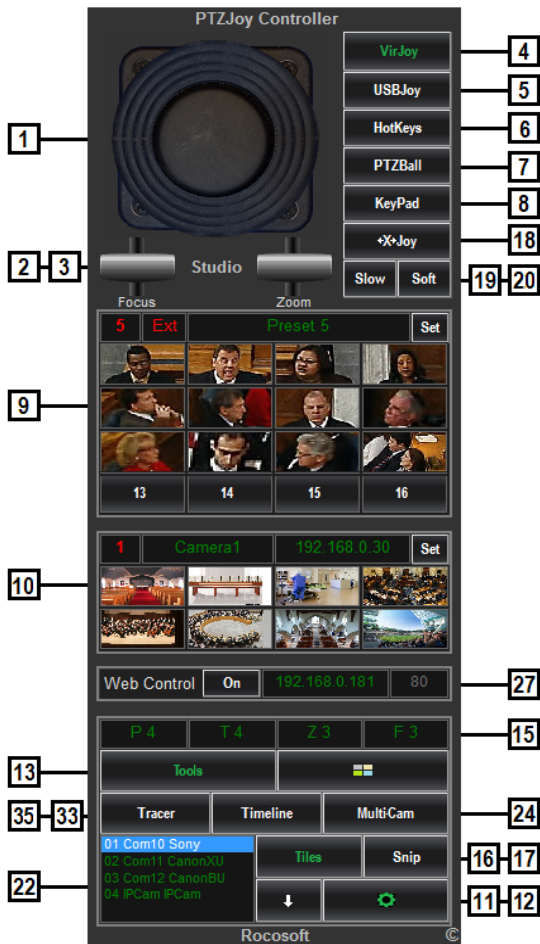 PTZJoy Controller
VirJoy 4
USBJoy 5
1 HotKeys 6
PTZBall 7
KeyPad 8
+X+Joy 18
2 3 Studio Slow Soft 19 20
Focus Zoom
5 Ext Preset 5 Set
9
13 14 15 16
1 Camera1 192.168.0.30 Set
10
Web Control On 192.168.0.181 80 27
P 4 T 4 Z 3 F 3 15
13 Tools
35 33 Tracer Timeline Multi-Cam 24
01 Com10 Sony
02 Com11 CanonXU Tiles Snip 16 17
03 Com12 CanonBU
22 04 IPCam IPCam
11 12
Rocosoft ©